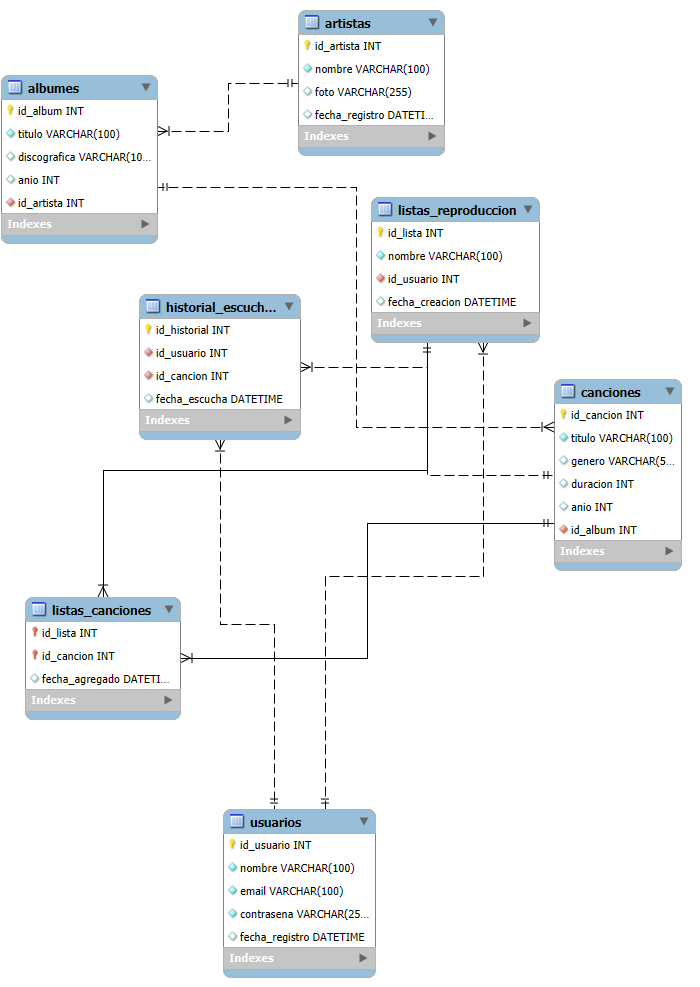 artistas
id_artista INT
nombre VARCHAR(100)
foto VARCHAR(255)
fecha_registro DATETI...
Indexes
albumes
id_album INT
titulo VARCHAR(100)
discografica VARCHAR(10...
anio INT
id_artista INT
Indexes
listas_reproduccion
id_lista INT
nombre VARCHAR(100)
id_usuario INT
fecha_creacion DATETIME
Indexes
historial_escuch...
id_historial INT
id_usuario INT
id_cancion INT
fecha_escucha DATETIME
Indexes
canciones
id_cancion INT
titulo VARCHAR(100)
genero VARCHAR(5...
duracion INT
anio INT
id_album INT
Indexes
listas_canciones
id_lista INT
id_cancion INT
fecha_agregado DATETI...
Indexes
usuarios
id_usuario INT
nombre VARCHAR(100)
email VARCHAR(100)
contrasena VARCHAR(25...
fecha_registro DATETIME
Indexes